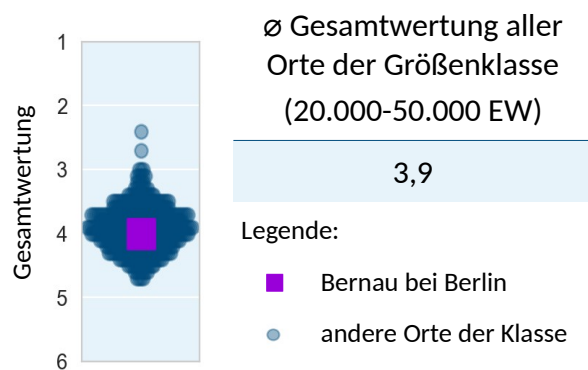 ø Gesamtwertung aller
Orte der Größenklasse
(20.000-50.000 EW)
3,9
Legende:
Bernau bei Berlin
andere Orte der Klasse
Gesamtwertung
1
2
3
4
5
6